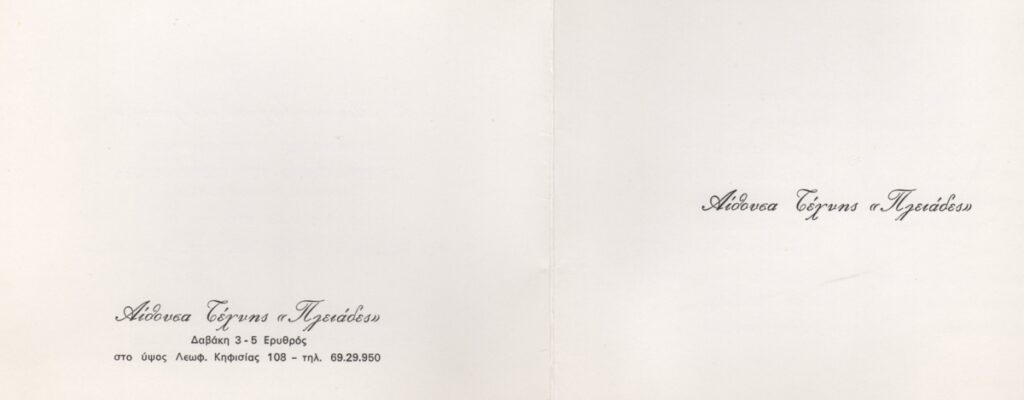 Αίθουσα Τέχνης «Πλειάδες»
Δαβάκη 3-5 Ερυθρός
στο ύψος Λεωφ. Κηφισίας 108 – τηλ. 69.29.950
Αίθουσα Τέχνης «Πλειάδες»